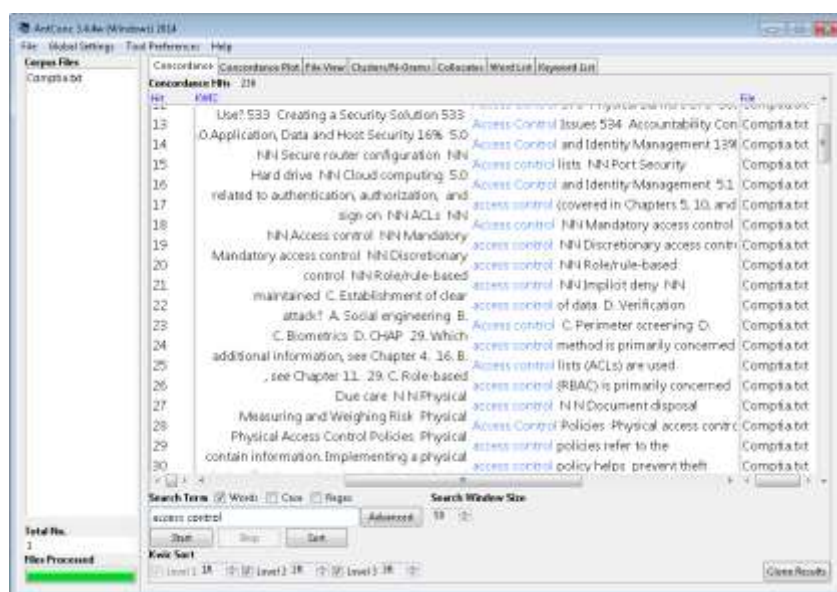 AntConc 3.4.4w (Windows) 2014
File Global Settings Tool Preferences Help
Corpus Files
Comptia.txt
Concordance Concordance Plot File View Clusters/N-Grams Collocates Word List Keyword List
Concordance Hits 238
Hit KWIC File
13 Use? 533 Creating a Security Solution 533 Access Control Issues 534 Accountability Con Comptia.txt
14 .0 Application, Data and Host Security 16% 5.0 Access Control and Identity Management 13% Comptia.txt
15 NN Secure router configuration NN Access control lists NN Port Security Comptia.txt
16 Hard drive NN Cloud computing 5.0 Access Control and Identity Management 5.1 Comptia.txt
17 related to authentication, authorization, and access control (covered in Chapters 5, 10, and Comptia.txt
18 sign on NN ACLs NN Access control NN Mandatory access control Comptia.txt
19 NN Access control NN Mandatory access control NN Discretionary access contr Comptia.txt
20 Mandatory access control NN Discretionary access control NN Role/rule-based Comptia.txt
21 control NN Role/rule-based access control NN Implicit deny NN Comptia.txt
22 maintained C. Establishment of clear access control of data D. Verification Comptia.txt
23 attack? A. Social engineering B. Access control C. Perimeter screening D. Comptia.txt
24 C. Biometrics D. CHAP 29. Which access control method is primarily concerned Comptia.txt
25 additional information, see Chapter 4. 16. B. access control lists (ACLs) are used Comptia.txt
26 , see Chapter 11. 29. C. Role-based access control (RBAC) is primarily concerned Comptia.txt
27 Due care N N Physical access control N N Document disposal Comptia.txt
28 Measuring and Weighing Risk Physical Access Control Policies Physical access contro Comptia.txt
29 Physical Access Control Policies Physical access control policies refer to the Comptia.txt
30 contain information. Implementing a physical access control policy helps prevent theft Comptia.txt
Search Term Words Case Regex Search Window Size
access control Advanced 50
Start Stop Sort
Total No.
1
Files Processed
Kwic Sort
Level 1 1R Level 2 2R Level 3 3R Clone Results